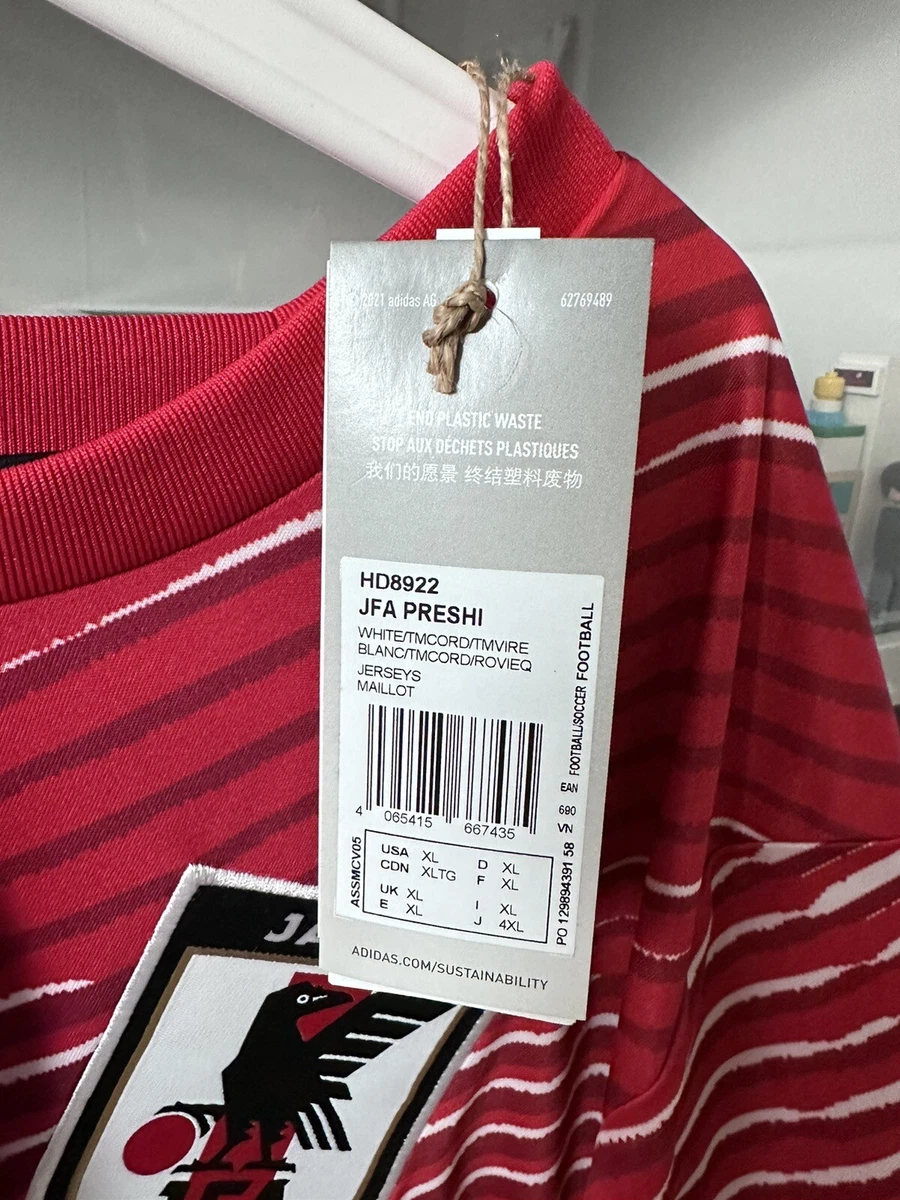 © 2021 adidas AG 62769489
END PLASTIC WASTE
STOP AUX DÉCHETS PLASTIQUES
我们的愿景 终结塑料废物
HD8922
JFA PRESHI
WHITE/TMCORD/TMVIRE
BLANC/TMCORD/ROVIEQ
JERSEYS
MAILLOT
FOOTBALL/SOCCER FOOTBALL
4 065415 667435
EAN
690
VN
ASSMCV05
USA XL D XL
CDN XLTG F XL
UK XL I XL
E XL J 4XL
PO 129894391 58
ADIDAS.COM/SUSTAINABILITY